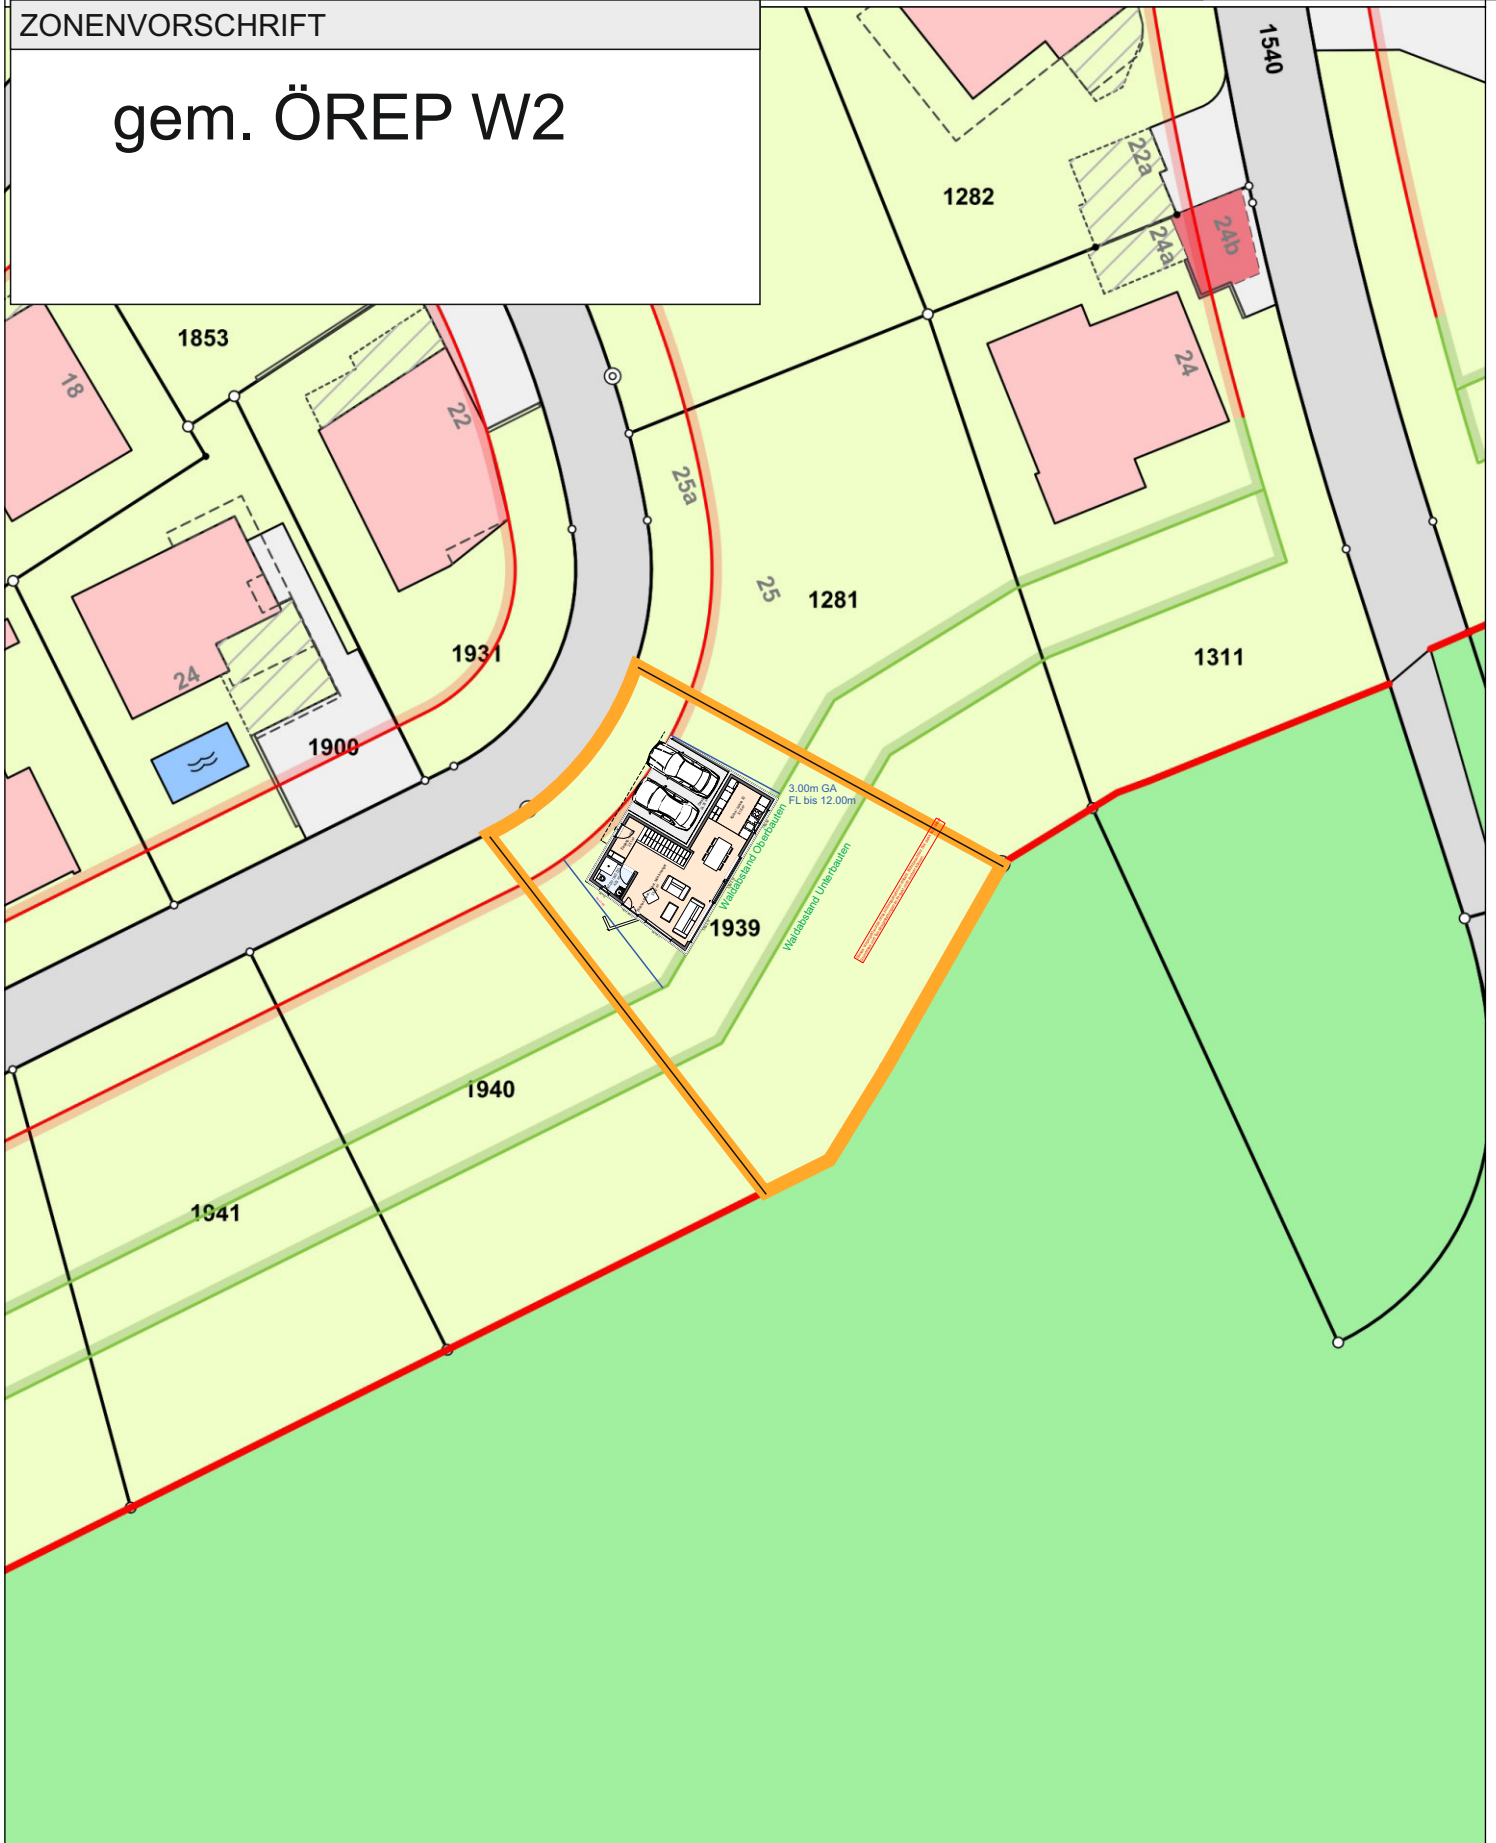 ZONENVORSCHRIFT
gem. ÖREP W2
1540
22a
1282
24a
24b
1853
18
22
24
25a
25
1281
1931
1311
24
1900
3.00m GA
FL bis 12.00m
Waldabstand Oberbauten
Waldabstand Unterbauten
1939
1940
1941